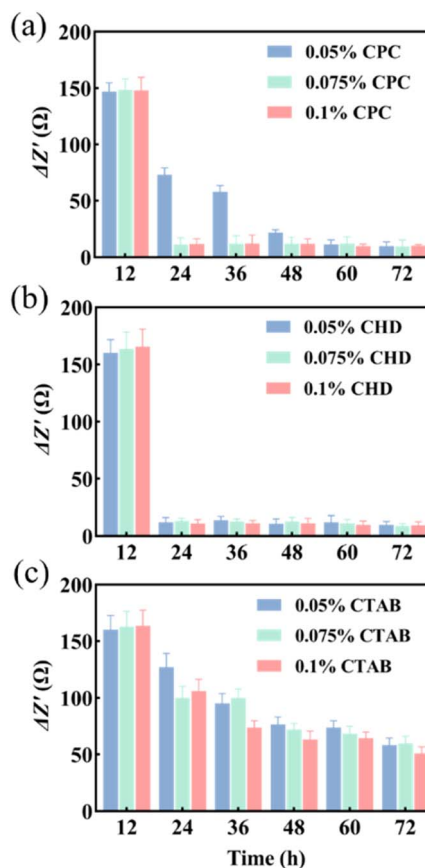 (a)
200
150
100
50
0
ΔZ' (Ω)
0.05% CPC
0.075% CPC
0.1% CPC
12 24 36 48 60 72
(b)
200
150
100
50
0
ΔZ' (Ω)
0.05% CHD
0.075% CHD
0.1% CHD
12 24 36 48 60 72
(c)
200
150
100
50
0
ΔZ' (Ω)
0.05% CTAB
0.075% CTAB
0.1% CTAB
12 24 36 48 60 72
Time (h)